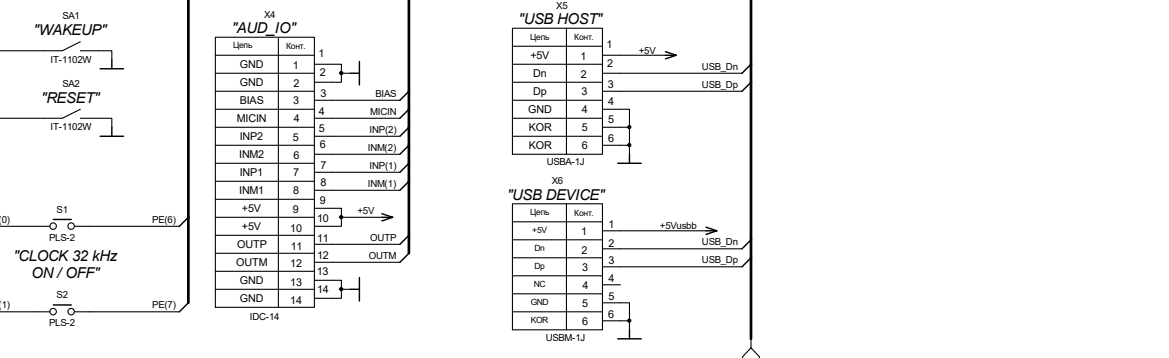 SA1
"WAKEUP"
IT-1102W
SA2
"RESET"
IT-1102W
(0)
S1
PE(6)
PLS-2
"CLOCK 32 kHz
ON / OFF"
(1)
S2
PE(7)
PLS-2
X4
"AUD_IO"
Цепь Конт.
GND 1 1
GND 2 2
BIAS 3 3 BIAS
MICIN 4 4 MICIN
INP2 5 5 INP(2)
INM2 6 6 INM(2)
INP1 7 7 INP(1)
INM1 8 8 INM(1)
+5V 9 9
+5V 10 10 +5V
OUTP 11 11 OUTP
OUTM 12 12 OUTM
GND 13 13
GND 14 14
IDC-14
X5
"USB HOST"
Цепь Конт.
+5V 1 1 +5V
Dn 2 2 USB_Dn
Dp 3 3 USB_Dp
GND 4 4
KOR 5 5
KOR 6 6
USBA-1J
X6
"USB DEVICE"
Цепь Конт.
+5V 1 1 +5Vusbb
Dn 2 2 USB_Dn
Dp 3 3 USB_Dp
NC 4 4
GND 5 5
KOR 6 6
USBM-1J